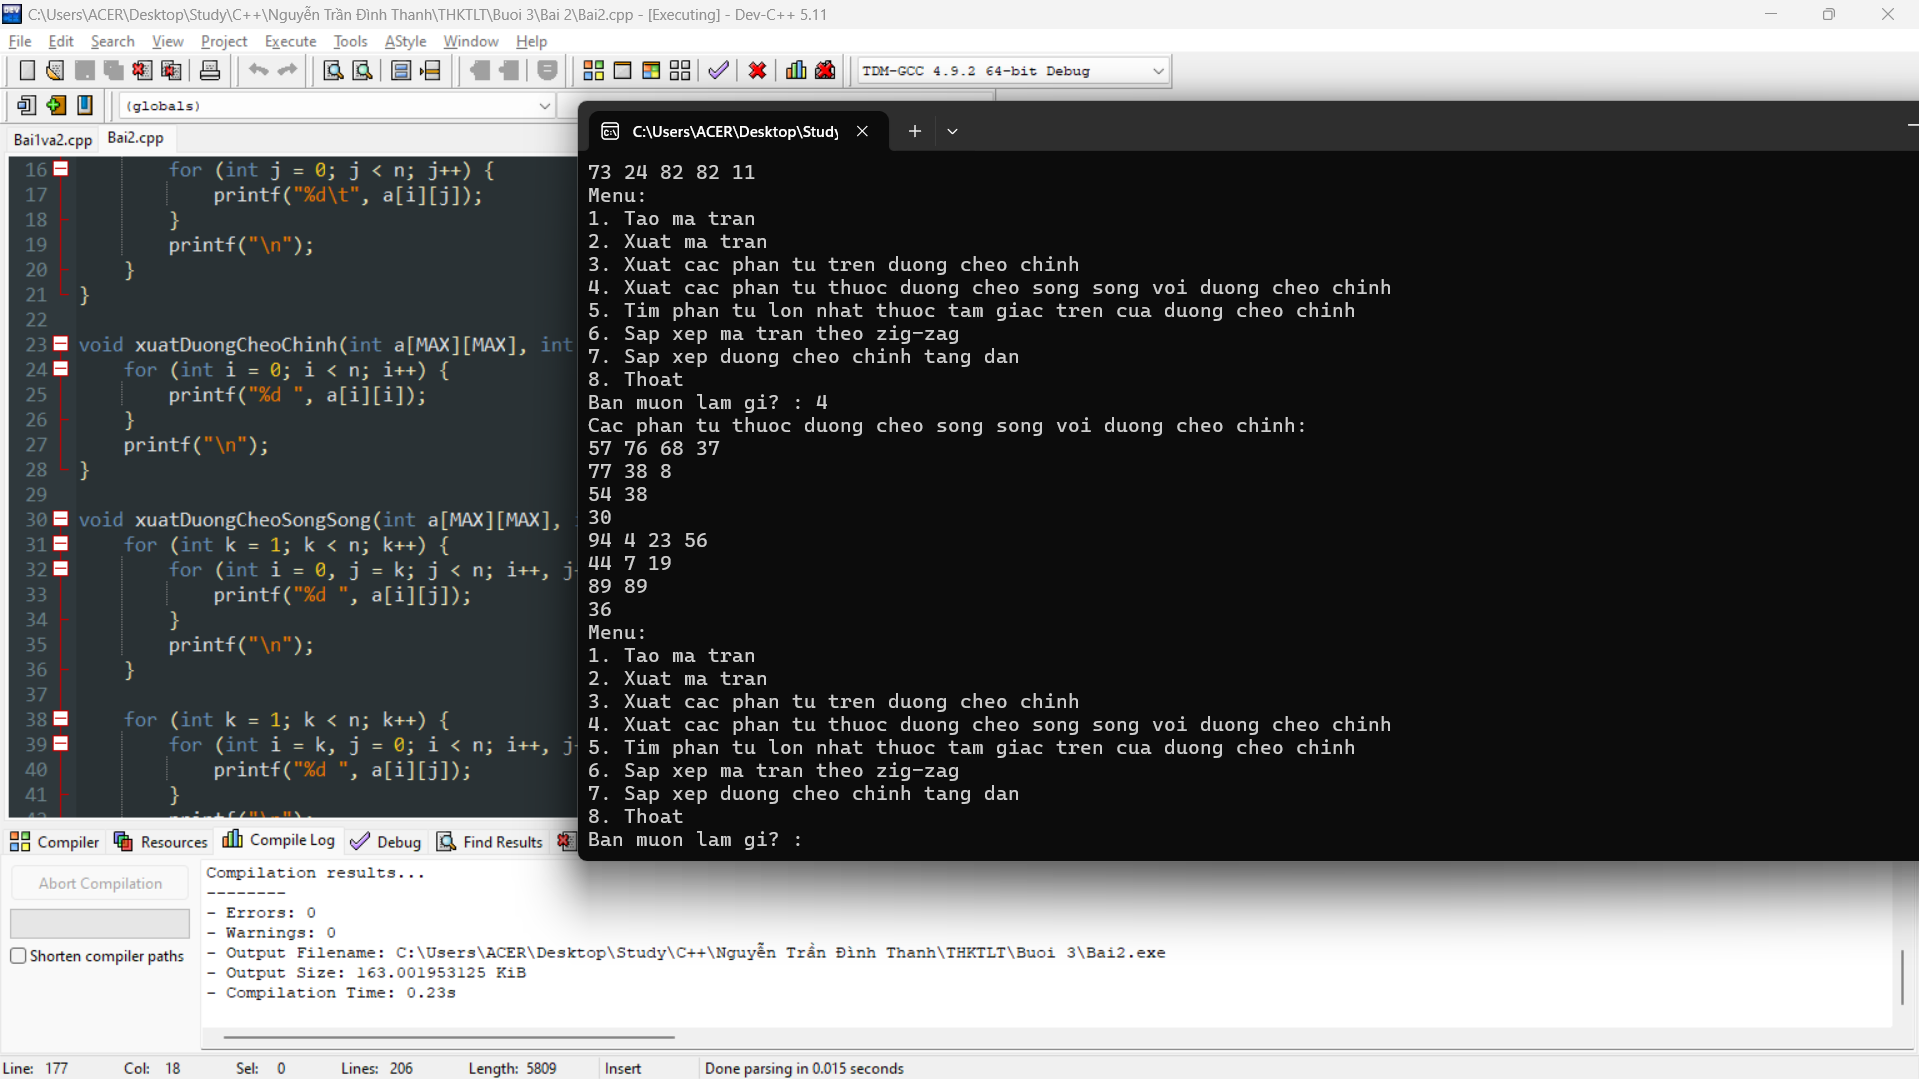 C:\Users\ACER\Desktop\Study\C++\Nguyễn Trần Đình Thanh\THKTLT\Buoi 3\Bai 2\Bai2.cpp - [Executing] - Dev-C++ 5.11
File Edit Search View Project Execute Tools AStyle Window Help
TDM-GCC 4.9.2 64-bit Debug
(globals)
Bai1va2.cpp Bai2.cpp
16 for (int j = 0; j < n; j++) {
17 printf("%d\t", a[i][j]);
18 }
19 printf("\n");
20 }
21 }
22
23 void xuatDuongCheoChinh(int a[MAX][MAX], int
24 for (int i = 0; i < n; i++) {
25 printf("%d ", a[i][i]);
26 }
27 printf("\n");
28 }
29
30 void xuatDuongCheoSongSong(int a[MAX][MAX],
31 for (int k = 1; k < n; k++) {
32 for (int i = 0, j = k; j < n; i++, j
33 printf("%d ", a[i][j]);
34 }
35 printf("\n");
36 }
37
38 for (int k = 1; k < n; k++) {
39 for (int i = k, j = 0; i < n; i++, j
40 printf("%d ", a[i][j]);
41 }
C:\Users\ACER\Desktop\Study
73 24 82 82 11
Menu:
1. Tao ma tran
2. Xuat ma tran
3. Xuat cac phan tu tren duong cheo chinh
4. Xuat cac phan tu thuoc duong cheo song song voi duong cheo chinh
5. Tim phan tu lon nhat thuoc tam giac tren cua duong cheo chinh
6. Sap xep ma tran theo zig-zag
7. Sap xep duong cheo chinh tang dan
8. Thoat
Ban muon lam gi? : 4
Cac phan tu thuoc duong cheo song song voi duong cheo chinh:
57 76 68 37
77 38 8
54 38
30
94 4 23 56
44 7 19
89 89
36
Menu:
1. Tao ma tran
2. Xuat ma tran
3. Xuat cac phan tu tren duong cheo chinh
4. Xuat cac phan tu thuoc duong cheo song song voi duong cheo chinh
5. Tim phan tu lon nhat thuoc tam giac tren cua duong cheo chinh
6. Sap xep ma tran theo zig-zag
7. Sap xep duong cheo chinh tang dan
8. Thoat
Ban muon lam gi? :
Compiler Resources Compile Log Debug Find Results
Abort Compilation
Shorten compiler paths
Compilation results...
--------
- Errors: 0
- Warnings: 0
- Output Filename: C:\Users\ACER\Desktop\Study\C++\Nguyễn Trần Đình Thanh\THKTLT\Buoi 3\Bai2.exe
- Output Size: 163.001953125 KiB
- Compilation Time: 0.23s
Line: 177 Col: 18 Sel: 0 Lines: 206 Length: 5809 Insert Done parsing in 0.015 seconds